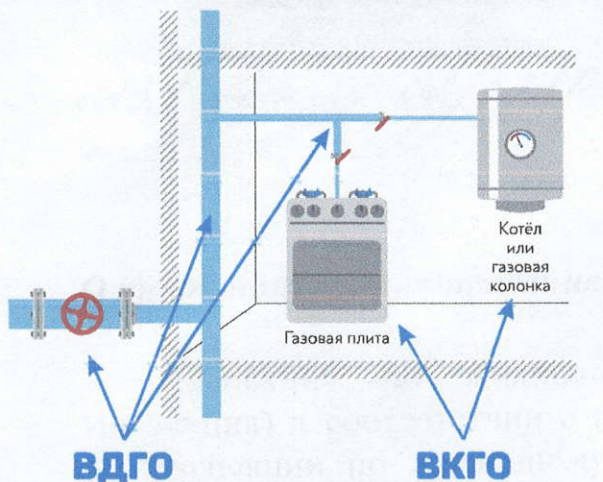 Котёл
или
газовая
колонка
Газовая плита
ВДГО
ВКГО